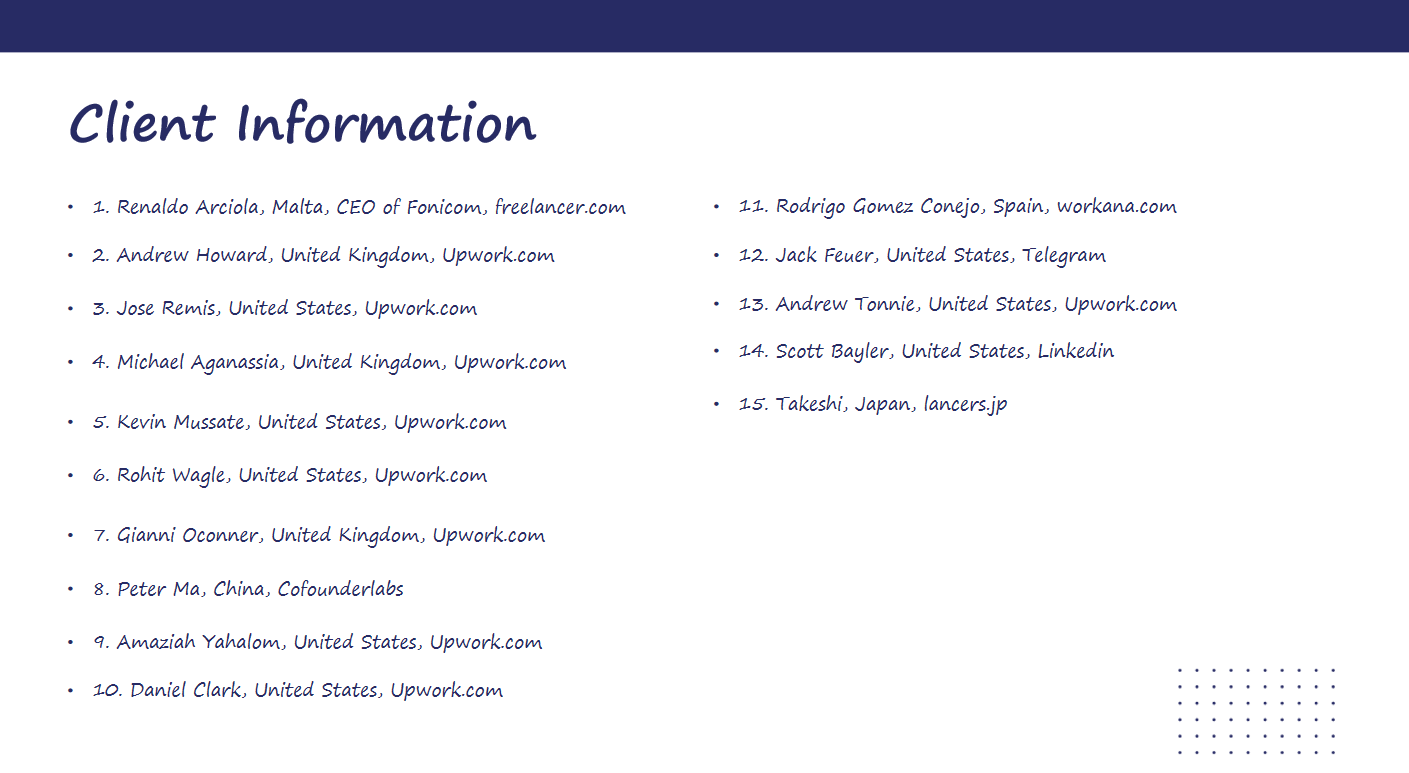 Client Information
• 1. Renaldo Arciola, Malta, CEO of Fonicom, freelancer.com
• 2. Andrew Howard, United Kingdom, Upwork.com
• 3. Jose Remis, United States, Upwork.com
• 4. Michael Aganassia, United Kingdom, Upwork.com
• 5. Kevin Mussate, United States, Upwork.com
• 6. Rohit Wagle, United States, Upwork.com
• 7. Gianni Oconner, United Kingdom, Upwork.com
• 8. Peter Ma, China, Cofounderlabs
• 9. Amaziah Yahalom, United States, Upwork.com
• 10. Daniel Clark, United States, Upwork.com
• 11. Rodrigo Gomez Conejo, Spain, workana.com
• 12. Jack Feuer, United States, Telegram
• 13. Andrew Tonnie, United States, Upwork.com
• 14. Scott Bayler, United States, Linkedin
• 15. Takeshi, Japan, lancers.jp